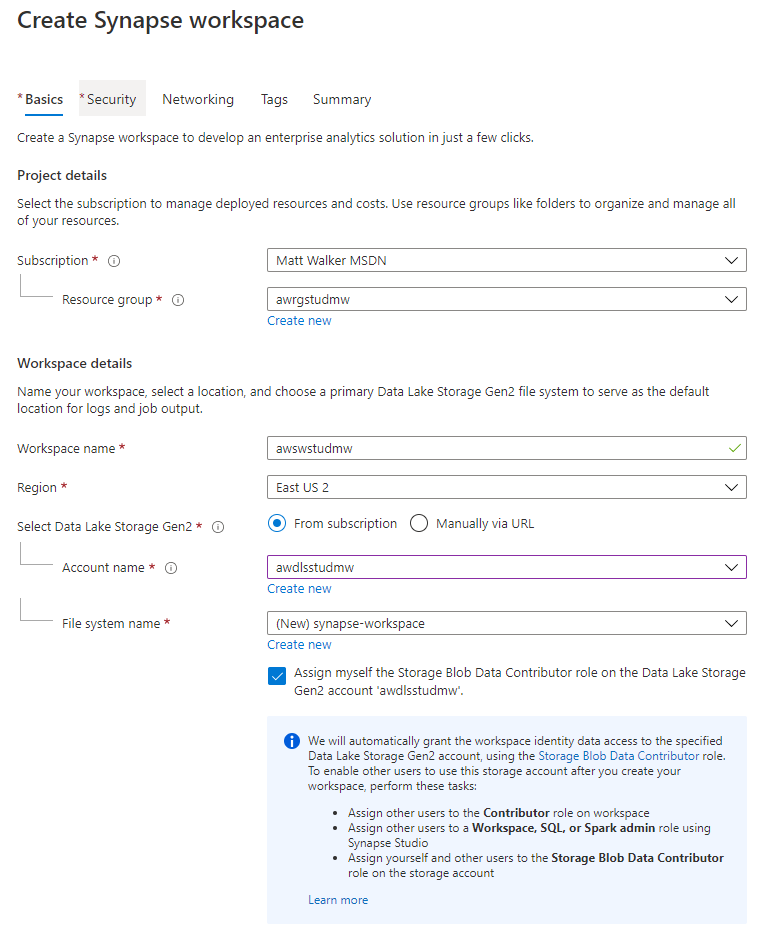 Create Synapse workspace
* Basics * Security Networking Tags Summary
Create a Synapse workspace to develop an enterprise analytics solution in just a few clicks.
Project details
Select the subscription to manage deployed resources and costs. Use resource groups like folders to organize and manage all
of your resources.
Subscription * Matt Walker MSDN
Resource group * awrgstudmw
Create new
Workspace details
Name your workspace, select a location, and choose a primary Data Lake Storage Gen2 file system to serve as the default
location for logs and job output.
Workspace name * awswstudmw
Region * East US 2
Select Data Lake Storage Gen2 * From subscription Manually via URL
Account name * awdlsstudmw
Create new
File system name * (New) synapse-workspace
Create new
Assign myself the Storage Blob Data Contributor role on the Data Lake Storage
Gen2 account 'awdlsstudmw'.
We will automatically grant the workspace identity data access to the specified
Data Lake Storage Gen2 account, using the Storage Blob Data Contributor role.
To enable other users to use this storage account after you create your
workspace, perform these tasks:
• Assign other users to the Contributor role on workspace
• Assign other users to a Workspace, SQL, or Spark admin role using
Synapse Studio
• Assign yourself and other users to the Storage Blob Data Contributor
role on the storage account
Learn more